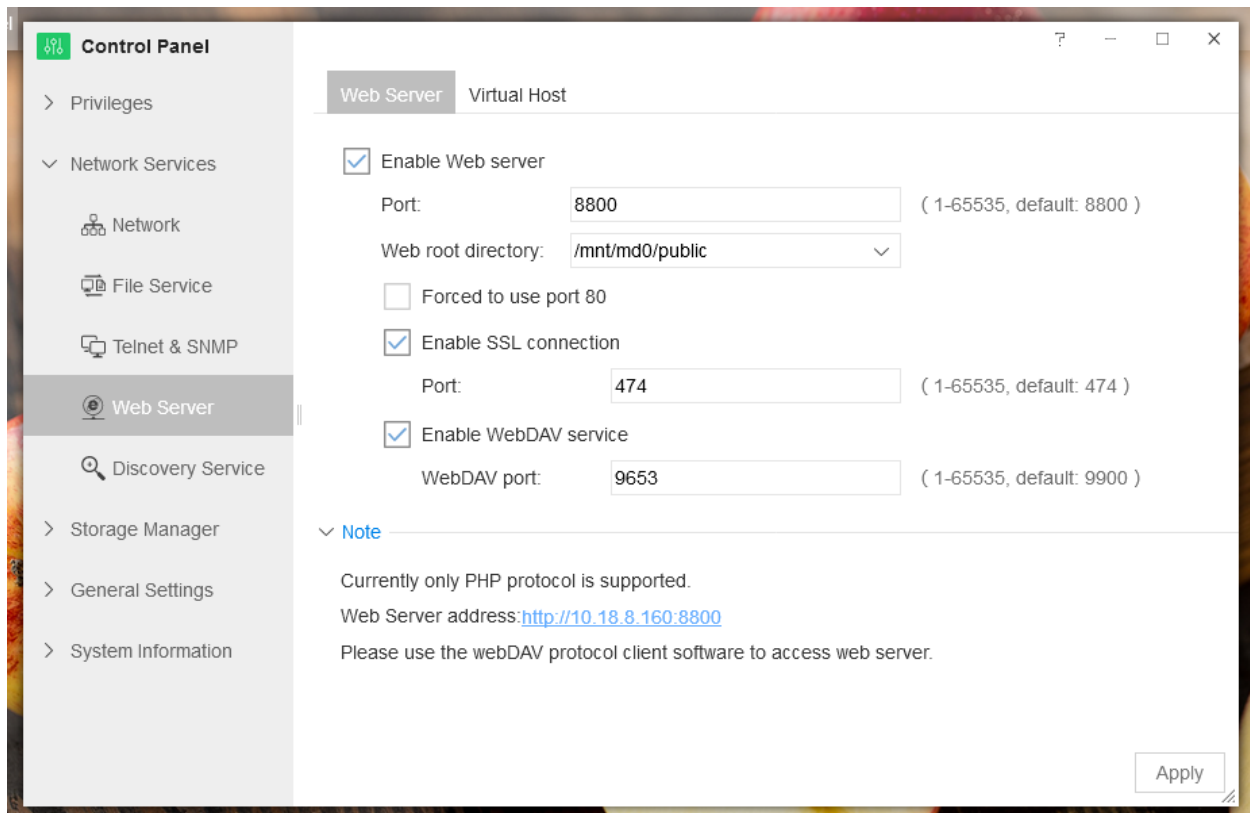 Control Panel
Privileges
Network Services
Network
File Service
Telnet & SNMP
Web Server
Discovery Service
Storage Manager
General Settings
System Information
?
Web Server Virtual Host
Enable Web server
Port: 8800 ( 1-65535, default: 8800 )
Web root directory: /mnt/md0/public
Forced to use port 80
Enable SSL connection
Port: 474 ( 1-65535, default: 474 )
Enable WebDAV service
WebDAV port: 9653 ( 1-65535, default: 9900 )
Note
Currently only PHP protocol is supported.
Web Server address:http://10.18.8.160:8800
Please use the webDAV protocol client software to access web server.
Apply